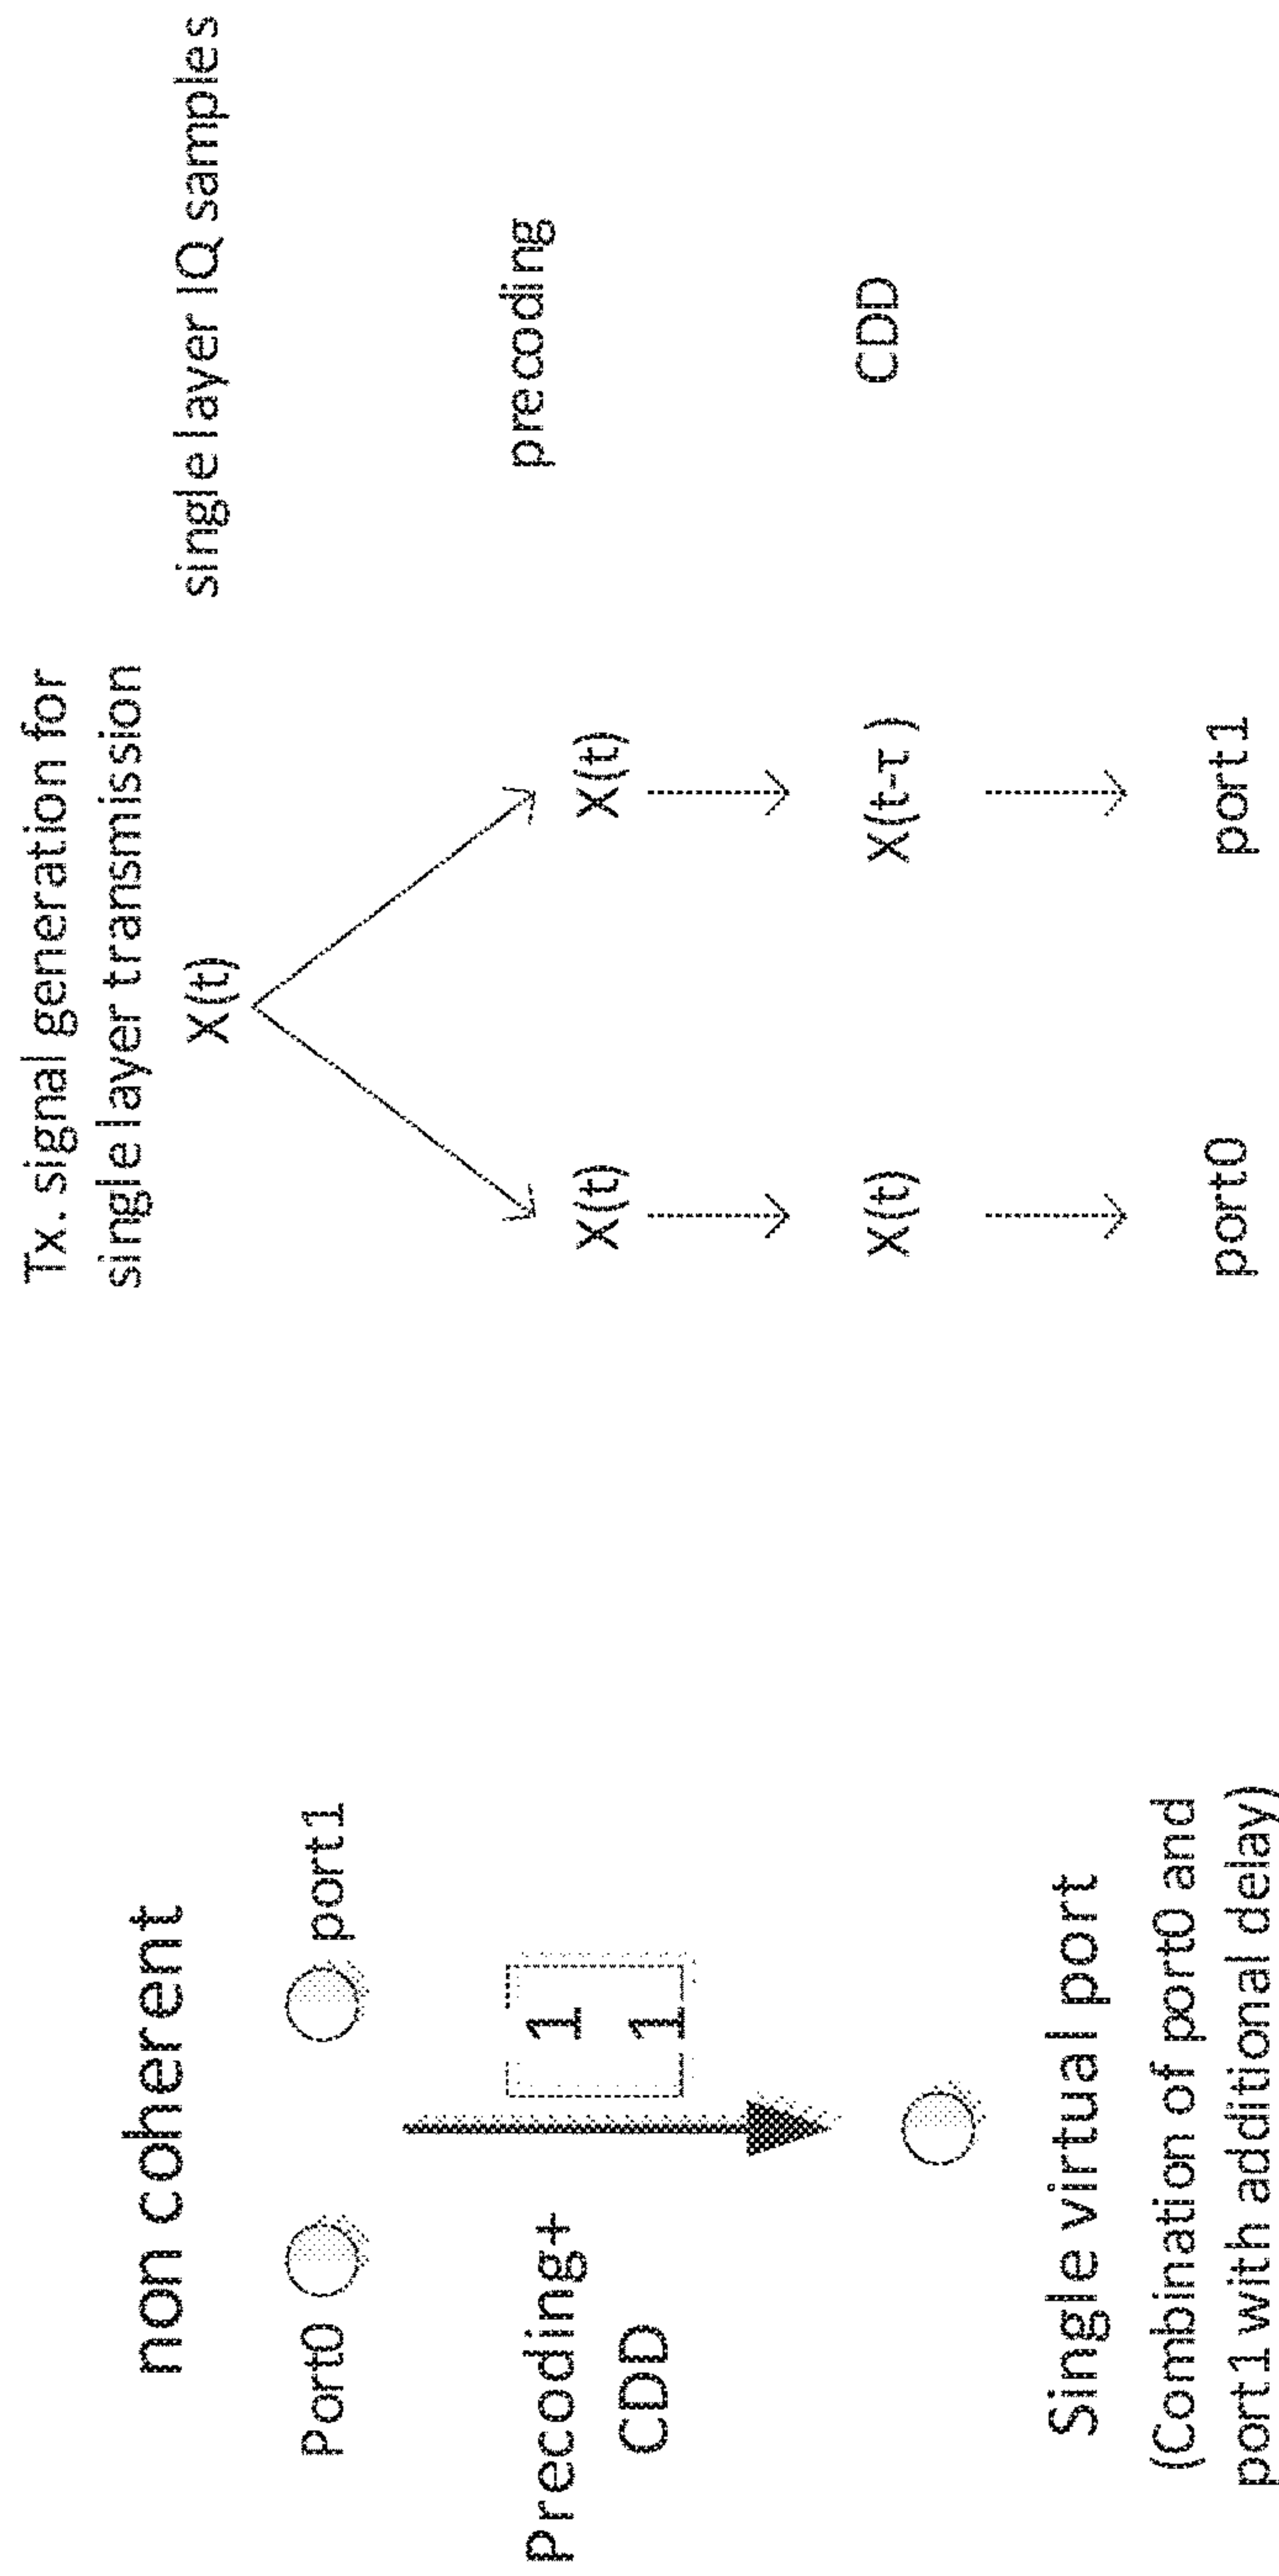 non coherent
Port0
port1
Precoding+
CDD
1
1
Single virtual port
(Combination of port0 and
port1 with additional delay)
Tx. signal generation for
single layer transmission
X(t)
single layer IQ samples
X(t)
X(t)
precoding
X(t)
X(t-τ )
CDD
port0
port1